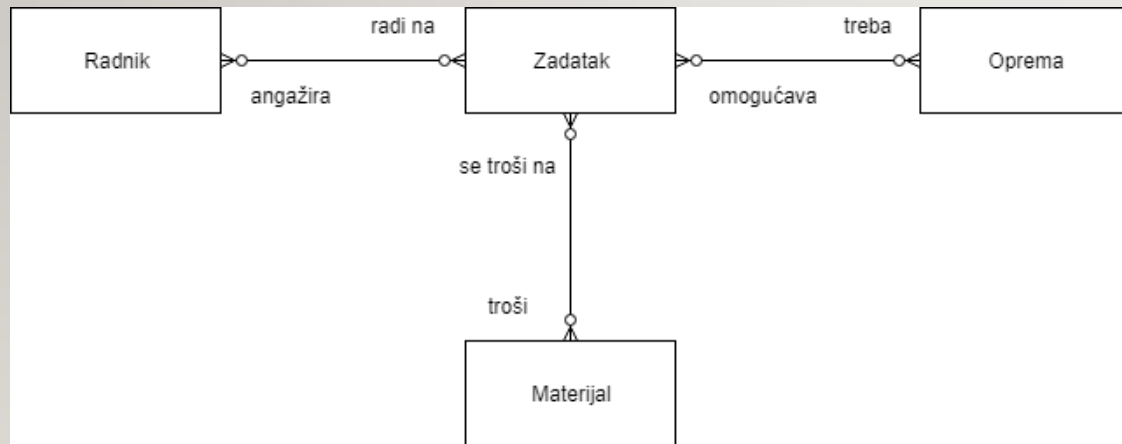 radi na
treba
Radnik
Zadatak
Oprema
angažira
omogućava
se troši na
troši
Materijal